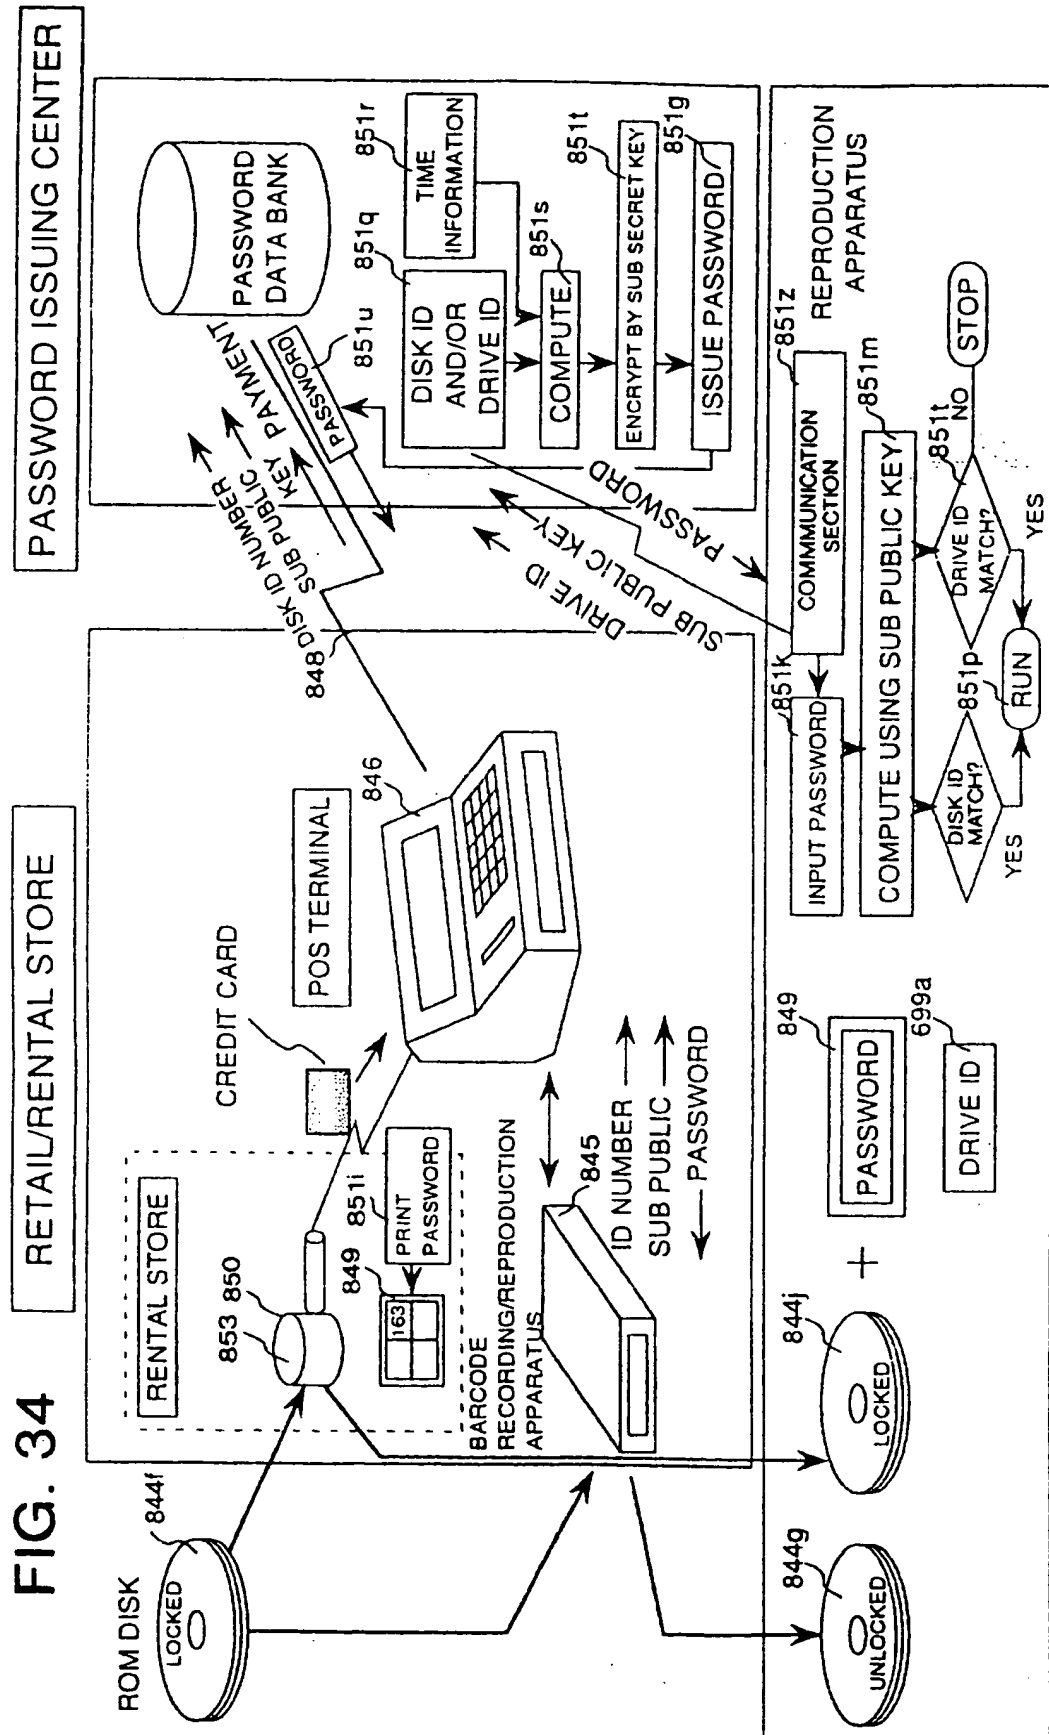 FIG. 34
RETAIL/RENTAL STORE
PASSWORD ISSUING CENTER
ROM DISK
844f
LOCKED
RENTAL STORE
853
850
851i
PRINT
PASSWORD
849
163
CREDIT CARD
POS TERMINAL
846
BARCODE
RECORDING/REPRODUCTION
APPARATUS
845
ID NUMBER
SUB PUBLIC
PASSWORD
848
DISK ID NUMBER
SUB PUBLIC
KEY
PAYMENT
PASSWORD
851u
PASSWORD
DATA BANK
851q
DISK ID
AND/OR
DRIVE ID
851r
TIME
INFORMATION
851s
COMPUTE
851t
ENCRYPT BY SUB SECRET KEY
851g
ISSUE PASSWORD
PASSWORD
SUB PUBLIC KEY
DRIVE ID
844g
UNLOCKED
844j
LOCKED
+
849
PASSWORD
699a
DRIVE ID
REPRODUCTION
APPARATUS
851z
COMMMUNICATION
SECTION
851k
INPUT PASSWORD
851m
COMPUTE USING SUB PUBLIC KEY
DISK ID
MATCH?
YES
851p
RUN
851t
DRIVE ID
MATCH?
NO
YES
STOP